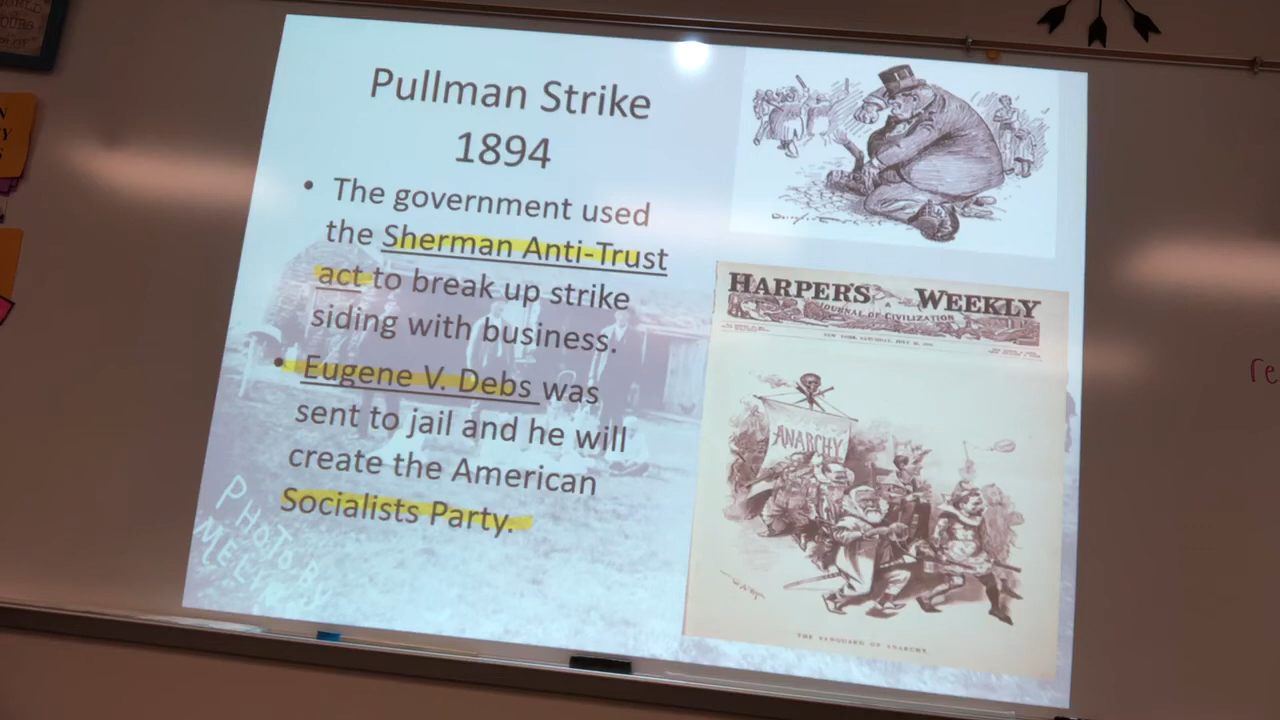 Pullman Strike
1894
• The government used
the Sherman Anti-Trust
act to break up strike
siding with business.
• Eugene V. Debs was
sent to jail and he will
create the American
Socialists Party.
PHOTO B
HARPER'S WEEKLY
A
JOURNAL OF CIVILIZATION
ANARCHY
THE VANGUARD OF ANARCHY.
re
N
Y
S